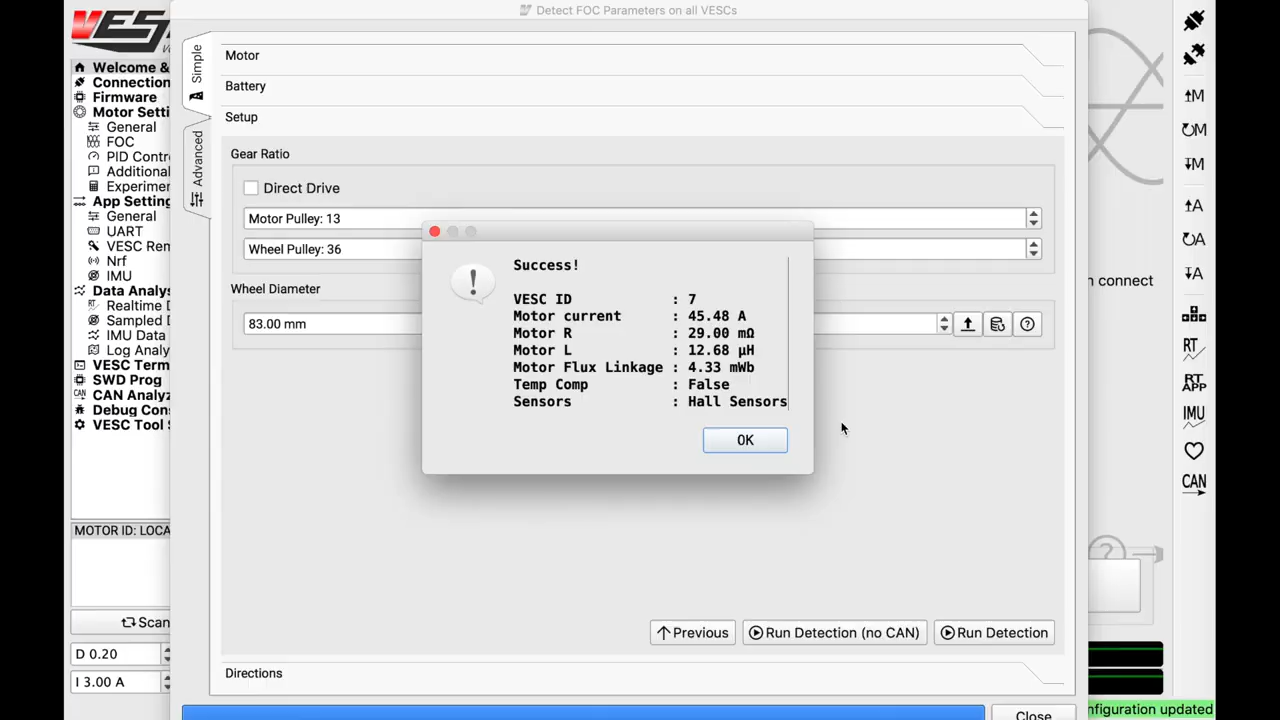 Detect FOC Parameters on all VESCs
VES
Welcome &
Connection
Firmware
Motor Setti
General
FOC
PID Contr
Additional
Experimer
App Setting
General
UART
VESC Rem
Nrf
IMU
Data Analys
Realtime D
Sampled D
IMU Data
Log Analy
VESC Term
SWD Prog
CAN Analyz
Debug Cons
VESC Tool S
MOTOR ID: LOCA
Scan
D 0.20
I 3.00 A
Simple
Advanced
Motor
Battery
Setup
Gear Ratio
Direct Drive
Motor Pulley: 13
Wheel Pulley: 36
Wheel Diameter
83.00 mm
Success!
VESC ID : 7
Motor current : 45.48 A
Motor R : 29.00 mΩ
Motor L : 12.68 µH
Motor Flux Linkage : 4.33 mWb
Temp Comp : False
Sensors : Hall Sensors
OK
Previous
Run Detection (no CAN)
Run Detection
Directions
Close
n connect
nfiguration updated
↑M
M
↓M
↑A
A
↓A
RT
RT
APP
IMU
CAN